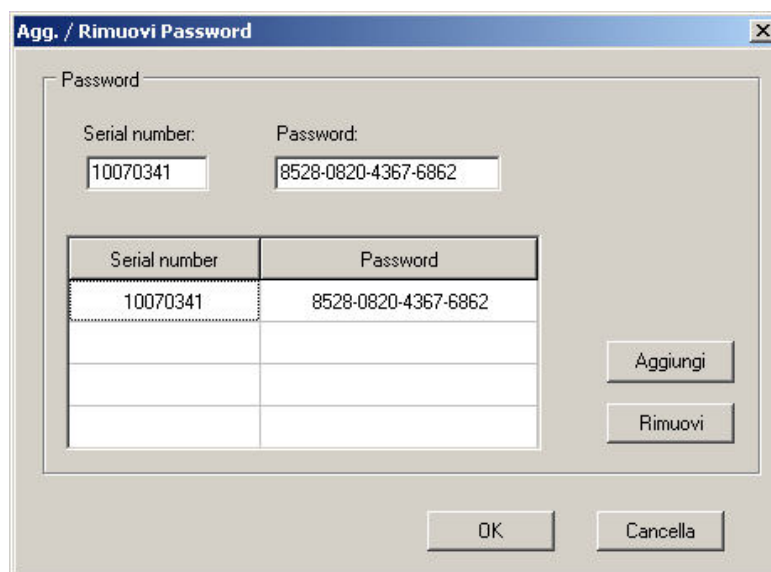 Agg. / Rimuovi Password
Password
Serial number: Password:
10070341 8528-0820-4367-6862
Serial number Password
10070341 8528-0820-4367-6862
Aggiungi
Rimuovi
OK Cancella